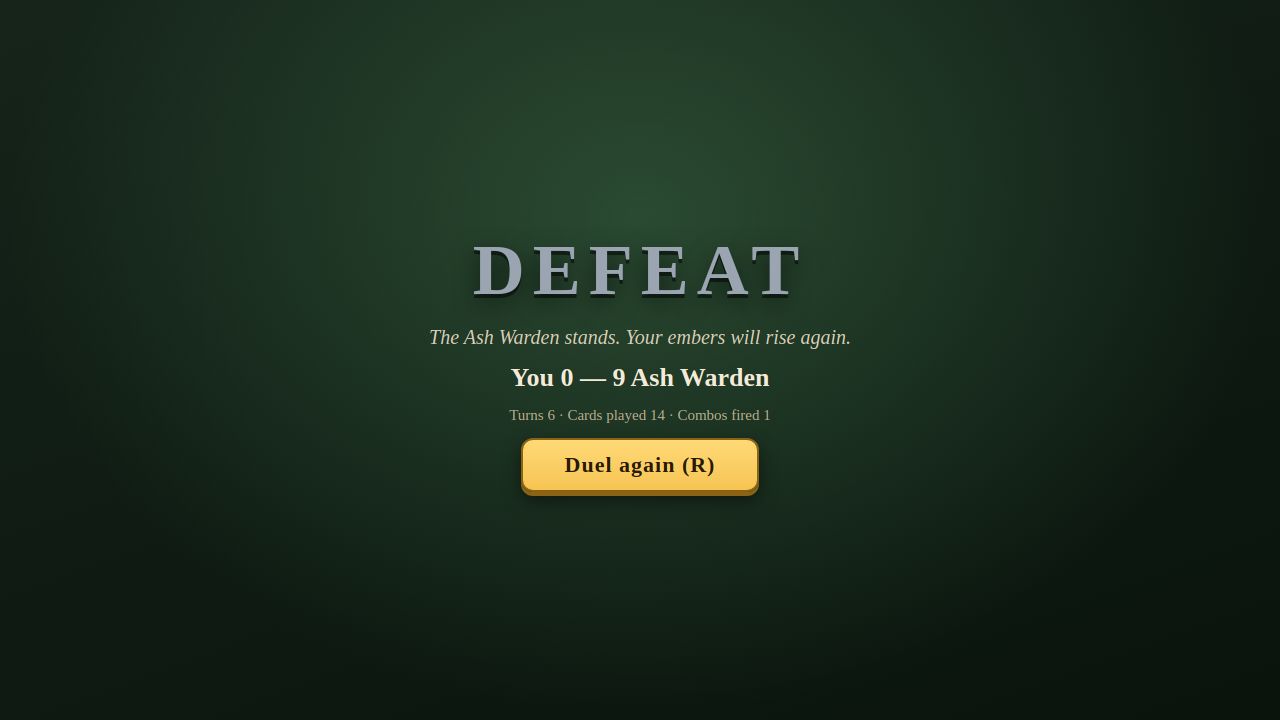 DEFEAT
The Ash Warden stands. Your embers will rise again.
You 0 — 9 Ash Warden
Turns 6 · Cards played 14 · Combos fired 1
Duel again (R)